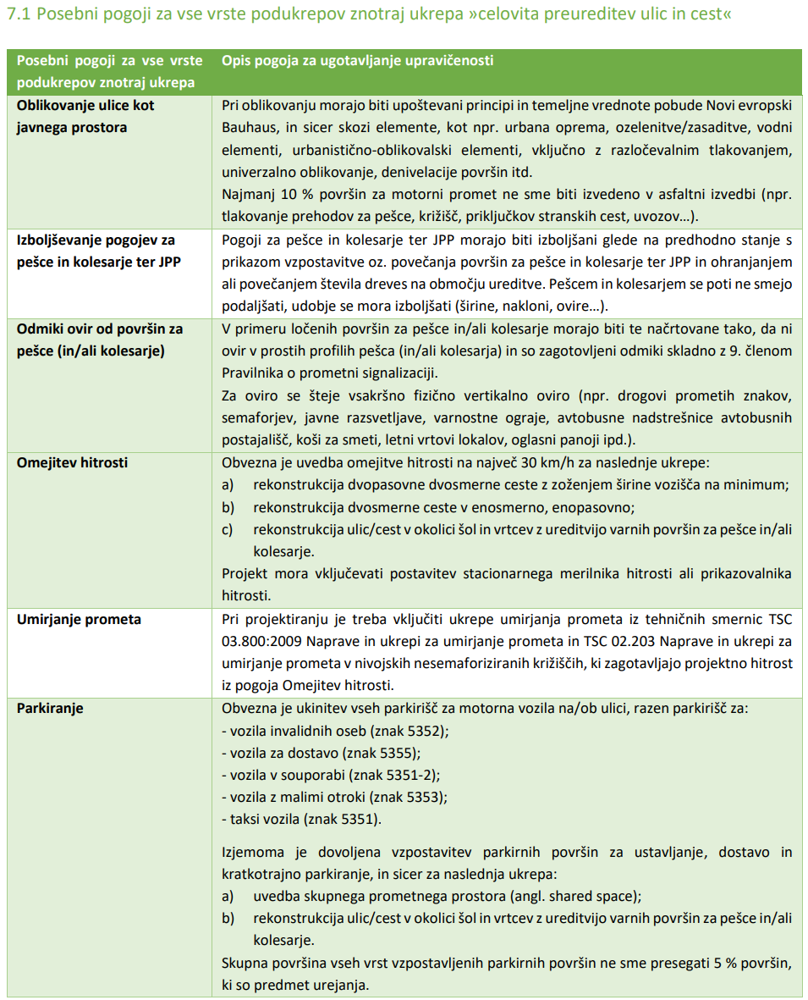 7.1 Posebni pogoji za vse vrste podukrepov znotraj ukrepa »celovita preureditev ulic in cest«
Posebni pogoji za vse vrste
podukrepov znotraj ukrepa
Opis pogoja za ugotavljanje upravičenosti
Oblikovanje ulice kot
javnega prostora
Pri oblikovanju morajo biti upoštevani principi in temeljne vrednote pobude Novi evropski
Bauhaus, in sicer skozi elemente, kot npr. urbana oprema, ozelenitve/zasaditve, vodni
elementi, urbanistično-oblikovalski elementi, vključno z razločevalnim tlakovanjem,
univerzalno oblikovanje, denivelacije površin itd.
Najmanj 10 % površin za motorni promet ne sme biti izvedeno v asfaltni izvedbi (npr.
tlakovanje prehodov za pešce, križišč, priključkov stranskih cest, uvozov…).
Izboljševanje pogojev za
pešce in kolesarje ter JPP
Pogoji za pešce in kolesarje ter JPP morajo biti izboljšani glede na predhodno stanje s
prikazom vzpostavitve oz. povečanja površin za pešce in kolesarje ter JPP in ohranjanjem
ali povečanjem števila dreves na območju ureditve. Pešcem in kolesarjem se poti ne smejo
podaljšati, udobje se mora izboljšati (širine, nakloni, ovire…).
Odmiki ovir od površin za
pešce (in/ali kolesarje)
V primeru ločenih površin za pešce in/ali kolesarje morajo biti te načrtovane tako, da ni
ovir v prostih profilih pešca (in/ali kolesarja) in so zagotovljeni odmiki skladno z 9. členom
Pravilnika o prometni signalizaciji.
Za oviro se šteje vsakršno fizično vertikalno oviro (npr. drogovi prometih znakov,
semaforjev, javne razsvetljave, varnostne ograje, avtobusne nadstrešnice avtobusnih
postajališč, koši za smeti, letni vrtovi lokalov, oglasni panoji ipd.).
Omejitev hitrosti
Obvezna je uvedba omejitve hitrosti na največ 30 km/h za naslednje ukrepe:
a) rekonstrukcija dvopasovne dvosmerne ceste z zoženjem širine vozišča na minimum;
b) rekonstrukcija dvosmerne ceste v enosmerno, enopasovno;
c) rekonstrukcija ulic/cest v okolici šol in vrtcev z ureditvijo varnih površin za pešce in/ali
kolesarje.
Projekt mora vključevati postavitev stacionarnega merilnika hitrosti ali prikazovalnika
hitrosti.
Umirjanje prometa
Pri projektiranju je treba vključiti ukrepe umirjanja prometa iz tehničnih smernic TSC
03.800:2009 Naprave in ukrepi za umirjanje prometa in TSC 02.203 Naprave in ukrepi za
umirjanje prometa v nivojskih nesemaforiziranih križiščih, ki zagotavljajo projektno hitrost
iz pogoja Omejitev hitrosti.
Parkiranje
Obvezna je ukinitev vseh parkirišč za motorna vozila na/ob ulici, razen parkirišč za:
- vozila invalidnih oseb (znak 5352);
- vozila za dostavo (znak 5355);
- vozila v souporabi (znak 5351-2);
- vozila z malimi otroki (znak 5353);
- taksi vozila (znak 5351).
Izjemoma je dovoljena vzpostavitev parkirnih površin za ustavljanje, dostavo in
kratkotrajno parkiranje, in sicer za naslednja ukrepa:
a) uvedba skupnega prometnega prostora (angl. shared space);
b) rekonstrukcija ulic/cest v okolici šol in vrtcev z ureditvijo varnih površin za pešce in/ali
kolesarje.
Skupna površina vseh vrst vzpostavljenih parkirnih površin ne sme presegati 5 % površin,
ki so predmet urejanja.